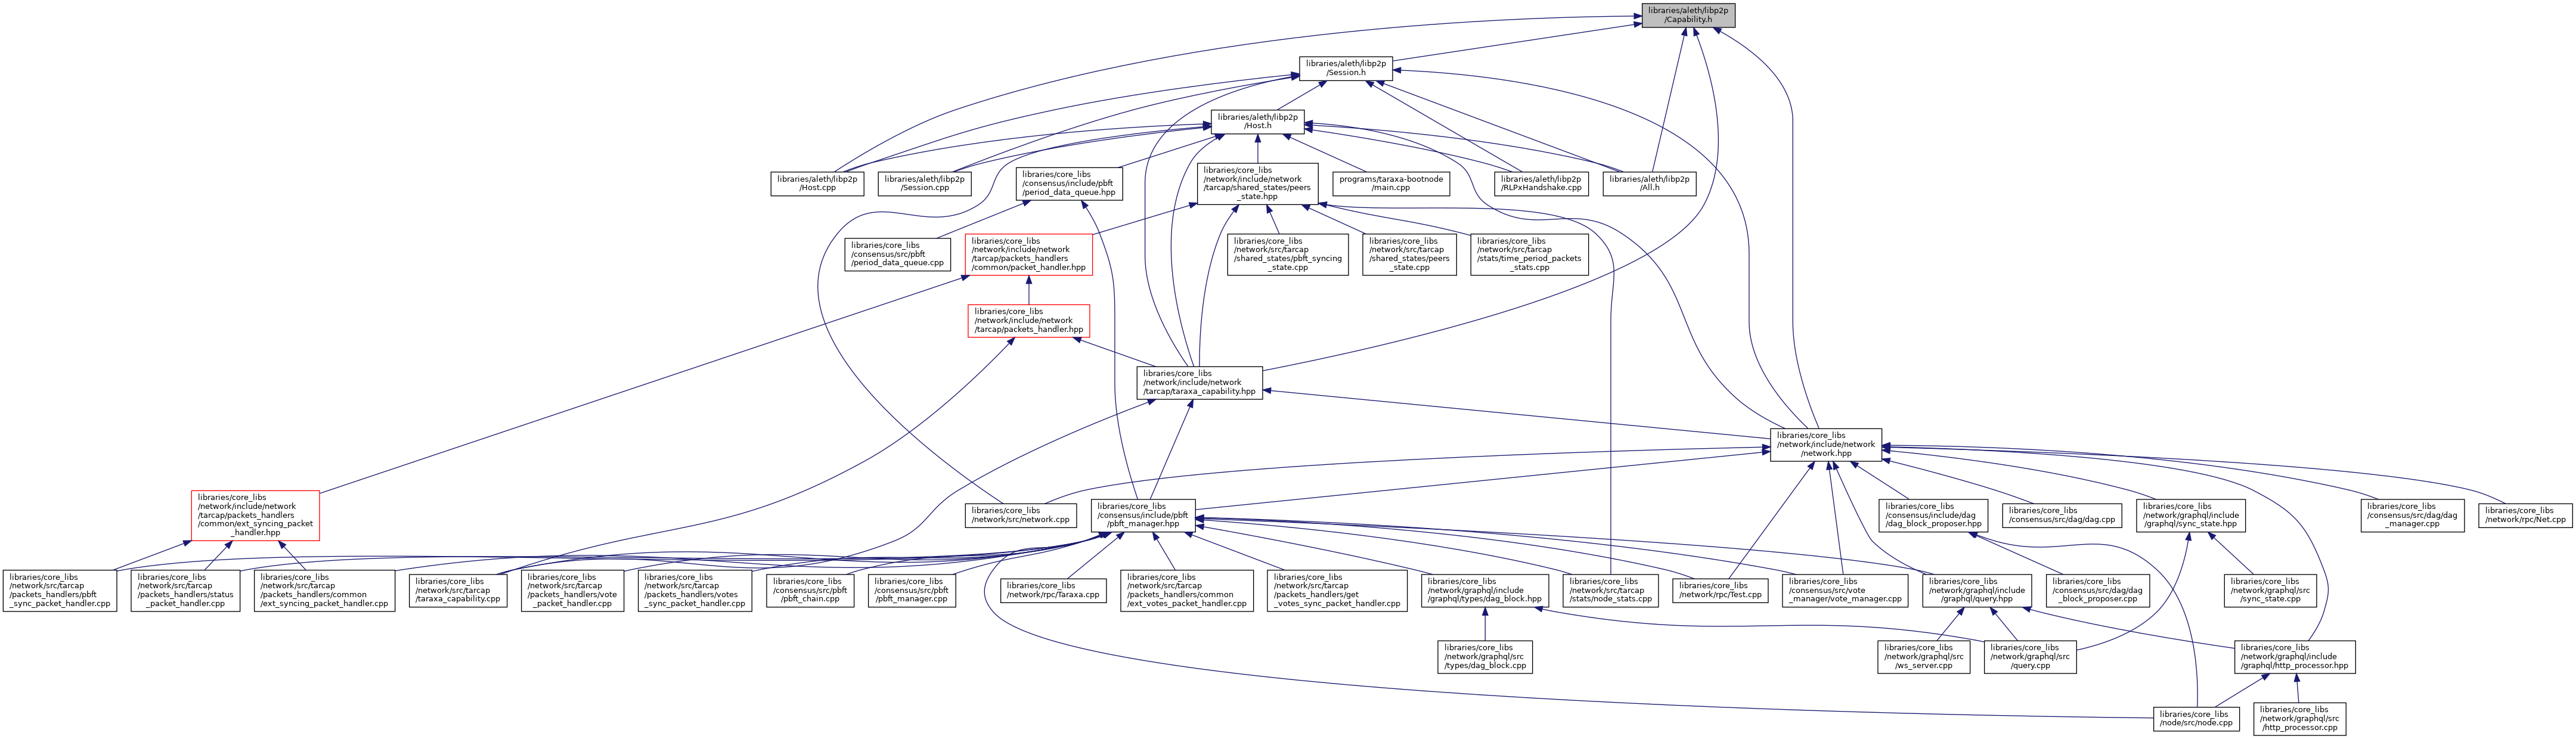 libraries/aleth/libp2p
/Capability.h
libraries/aleth/libp2p
/Session.h
libraries/aleth/libp2p
/Host.h
libraries/aleth/libp2p
/Host.cpp
libraries/aleth/libp2p
/Session.cpp
libraries/core_libs
/consensus/include/pbft
/period_data_queue.hpp
libraries/core_libs
/network/include/network
/tarcap/shared_states/peers
_state.hpp
programs/taraxa-bootnode
/main.cpp
libraries/aleth/libp2p
/RLPxHandshake.cpp
libraries/aleth/libp2p
/All.h
libraries/core_libs
/consensus/src/pbft
/period_data_queue.cpp
libraries/core_libs
/network/include/network
/tarcap/packets_handlers
/common/packet_handler.hpp
libraries/core_libs
/network/src/tarcap
/shared_states/pbft_syncing
_state.cpp
libraries/core_libs
/network/src/tarcap
/shared_states/peers
_state.cpp
libraries/core_libs
/network/src/tarcap
/stats/time_period_packets
_stats.cpp
libraries/core_libs
/network/include/network
/tarcap/packets_handler.hpp
libraries/core_libs
/network/include/network
/tarcap/taraxa_capability.hpp
libraries/core_libs
/network/include/network
/network.hpp
libraries/core_libs
/network/include/network
/tarcap/packets_handlers
/common/ext_syncing_packet
_handler.hpp
libraries/core_libs
/network/src/network.cpp
libraries/core_libs
/consensus/include/pbft
/pbft_manager.hpp
libraries/core_libs
/consensus/include/dag
/dag_block_proposer.hpp
libraries/core_libs
/consensus/src/dag/dag.cpp
libraries/core_libs
/network/graphql/include
/graphql/sync_state.hpp
libraries/core_libs
/consensus/src/dag/dag
_manager.cpp
libraries/core_libs
/network/rpc/Net.cpp
libraries/core_libs
/network/src/tarcap
/packets_handlers/pbft
_sync_packet_handler.cpp
libraries/core_libs
/network/src/tarcap
/packets_handlers/status
_packet_handler.cpp
libraries/core_libs
/network/src/tarcap
/packets_handlers/common
/ext_syncing_packet_handler.cpp
libraries/core_libs
/network/src/tarcap
/taraxa_capability.cpp
libraries/core_libs
/network/src/tarcap
/packets_handlers/vote
_packet_handler.cpp
libraries/core_libs
/network/src/tarcap
/packets_handlers/votes
_sync_packet_handler.cpp
libraries/core_libs
/consensus/src/pbft
/pbft_chain.cpp
libraries/core_libs
/consensus/src/pbft
/pbft_manager.cpp
libraries/core_libs
/network/rpc/Taraxa.cpp
libraries/core_libs
/network/src/tarcap
/packets_handlers/common
/ext_votes_packet_handler.cpp
libraries/core_libs
/network/src/tarcap
/packets_handlers/get
_votes_sync_packet_handler.cpp
libraries/core_libs
/network/graphql/include
/graphql/types/dag_block.hpp
libraries/core_libs
/network/src/tarcap
/stats/node_stats.cpp
libraries/core_libs
/network/rpc/Test.cpp
libraries/core_libs
/consensus/src/vote
_manager/vote_manager.cpp
libraries/core_libs
/network/graphql/include
/graphql/query.hpp
libraries/core_libs
/consensus/src/dag/dag
_block_proposer.cpp
libraries/core_libs
/network/graphql/src
/sync_state.cpp
libraries/core_libs
/network/graphql/src
/types/dag_block.cpp
libraries/core_libs
/network/graphql/src
/ws_server.cpp
libraries/core_libs
/network/graphql/src
/query.cpp
libraries/core_libs
/network/graphql/include
/graphql/http_processor.hpp
libraries/core_libs
/node/src/node.cpp
libraries/core_libs
/network/graphql/src
/http_processor.cpp